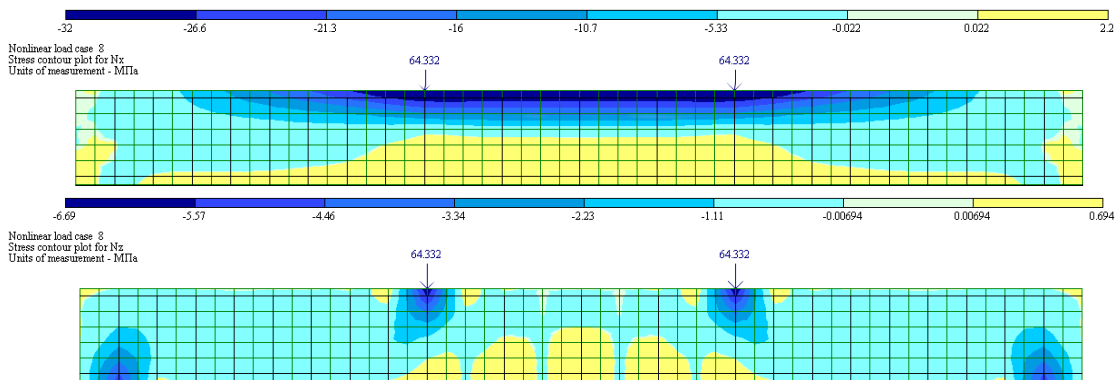 -32 -26.6 -21.3 -16 -10.7 -5.33 -0.022 0.022 2.2
Nonlinear load case 8
Stress contour plot for Nx
Units of measurement - МПа
64.332 64.332
-6.69 -5.57 -4.46 -3.34 -2.23 -1.11 -0.00694 0.00694 0.694
Nonlinear load case 8
Stress contour plot for Nz
Units of measurement - МПа
64.332 64.332